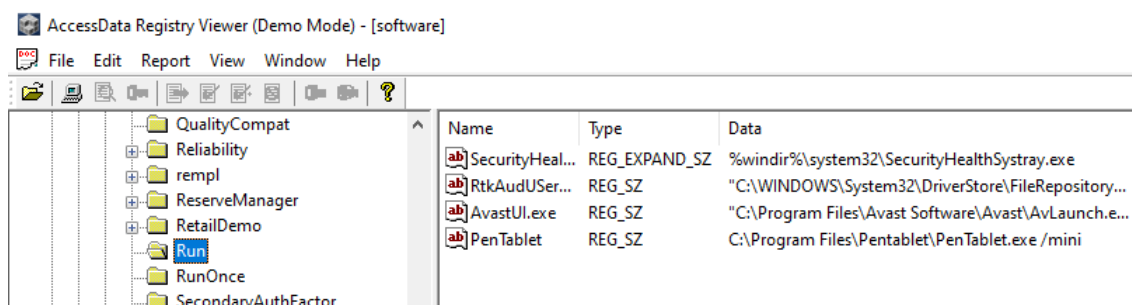 AccessData Registry Viewer (Demo Mode) - [software]
File Edit Report View Window Help
QualityCompat
Reliability
rempl
ReserveManager
RetailDemo
Run
RunOnce
SecondaryAuthFactor
Name Type Data
SecurityHeal... REG_EXPAND_SZ %windir%\system32\SecurityHealthSystray.exe
RtkAudUSer... REG_SZ "C:\WINDOWS\System32\DriverStore\FileRepository...
AvastUI.exe REG_SZ "C:\Program Files\Avast Software\Avast\AvLaunch.e...
PenTablet REG_SZ C:\Program Files\Pentablet\PenTablet.exe /mini